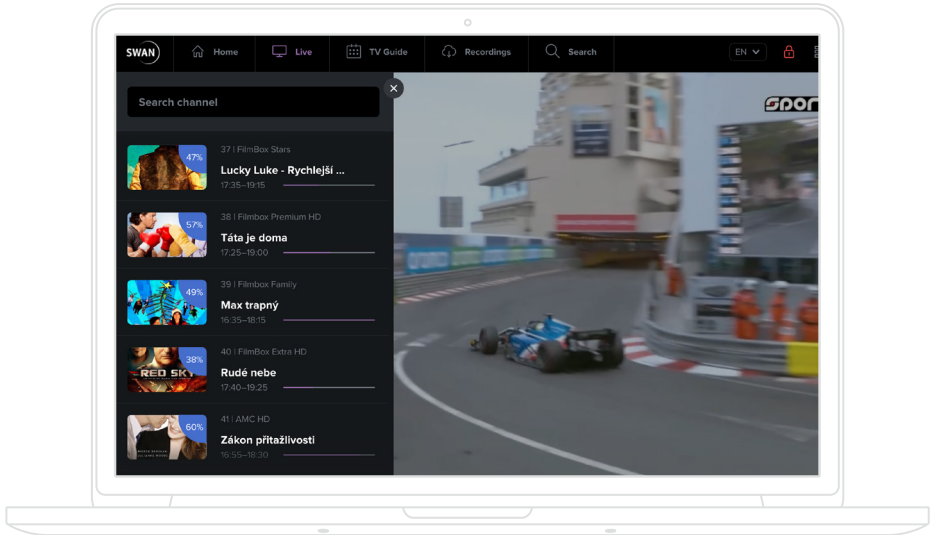 SWAN
Home
Live
TV Guide
Recordings
Search
EN
Search channel
47%
37 | FilmBox Stars
Lucky Luke - Rychlejší ...
17:35–19:15
57%
38 | Filmbox Premium HD
Táta je doma
17:25–19:00
49%
39 | Filmbox Family
Max trapný
16:35–18:15
38%
RED SKY
40 | FilmBox Extra HD
Rudé nebe
17:40–19:25
60%
41 | AMC HD
Zákon přitažlivosti
16:55–18:30
SPOR